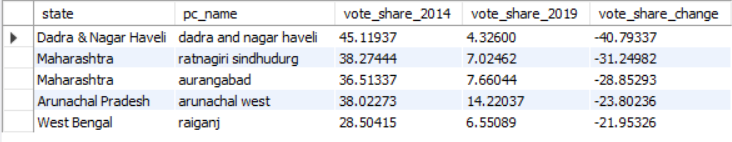 state pc_name vote_share_2014 vote_share_2019 vote_share_change
Dadra & Nagar Haveli dadra and nagar haveli 45.11937 4.32600 -40.79337
Maharashtra ratnagiri sindhudurg 38.27444 7.02462 -31.24982
Maharashtra aurangabad 36.51337 7.66044 -28.85293
Arunachal Pradesh arunachal west 38.02273 14.22037 -23.80236
West Bengal raiganj 28.50415 6.55089 -21.95326